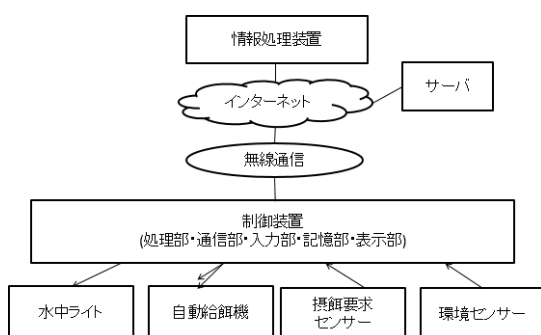 情報処理装置
インターネット
サーバ
無線通信
制御装置
(処理部・通信部・入力部・記憶部・表示部)
水中ライト
自動給餌機
摂餌要求
センサー
環境センサー